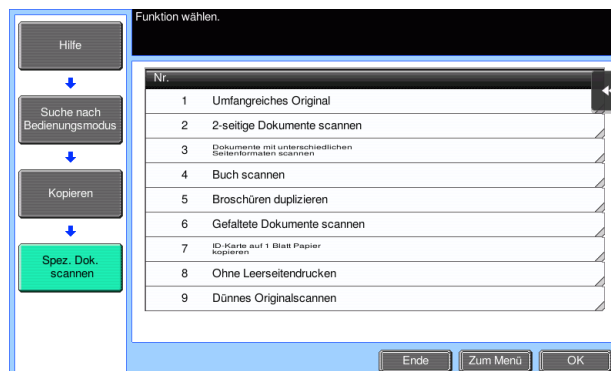 Funktion wählen.
Hilfe
Suche nach
Bedienungsmodus
Kopieren
Spez. Dok.
scannen
Nr.
1 Umfangreiches Original
2 2-seitige Dokumente scannen
3 Dokumente mit unterschiedlichen
Seitenformaten scannen
4 Buch scannen
5 Broschüren duplizieren
6 Gefaltete Dokumente scannen
7 ID-Karte auf 1 Blatt Papier
kopieren
8 Ohne Leerseitendrucken
9 Dünnes Originalscannen
Ende Zum Menü OK